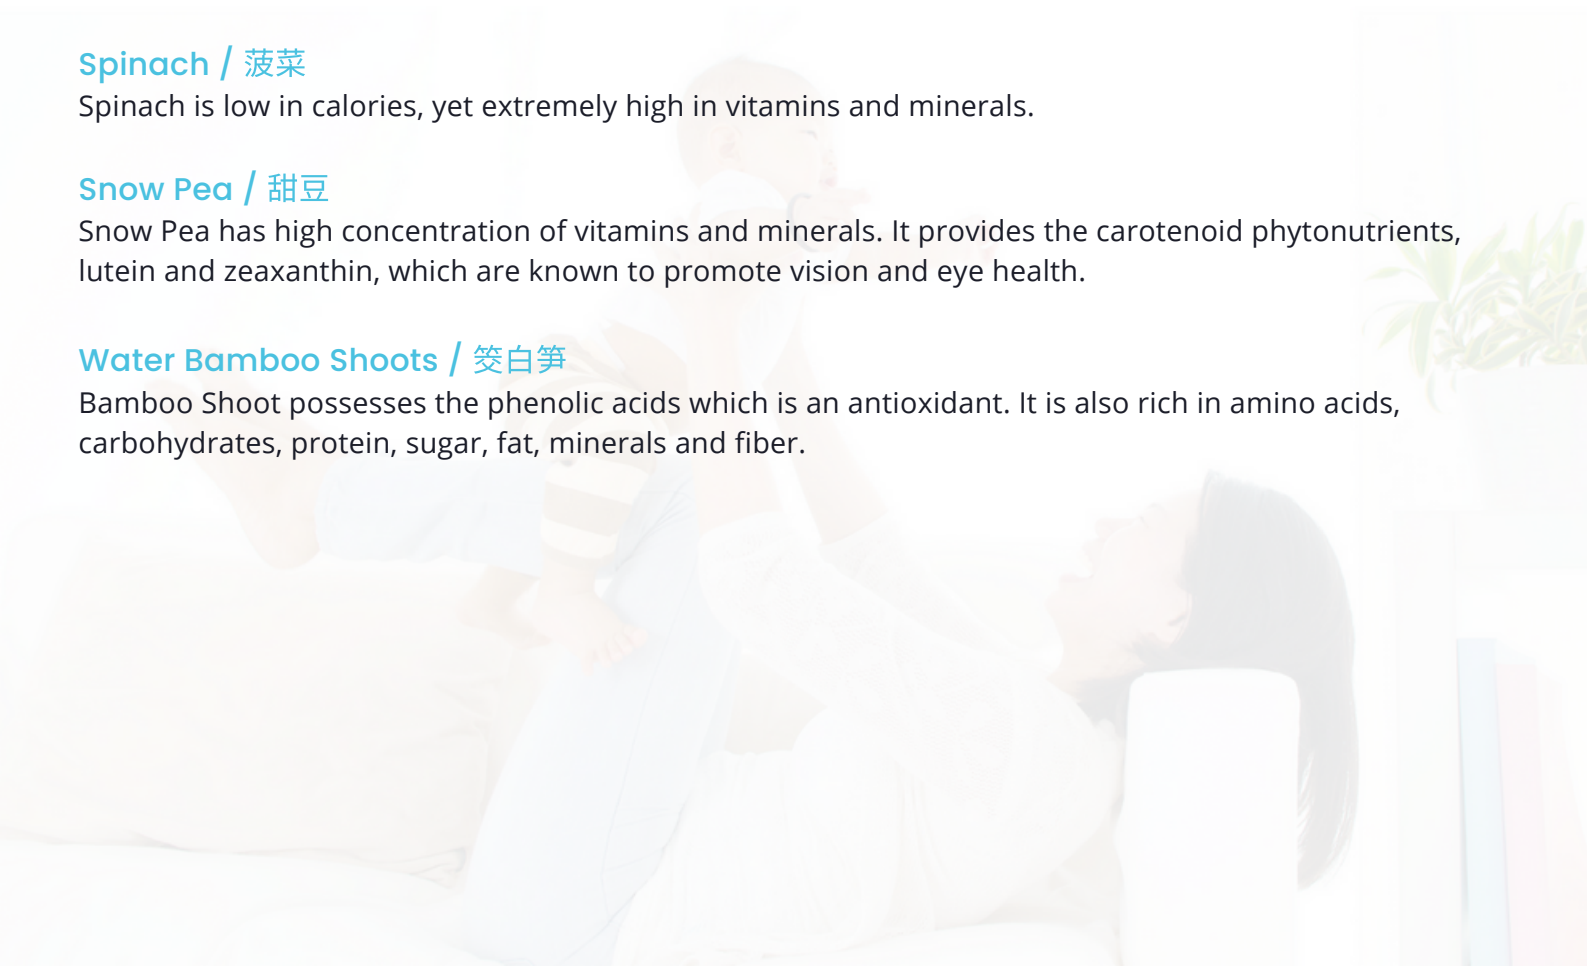 Spinach / 菠菜
Spinach is low in calories, yet extremely high in vitamins and minerals.
Snow Pea / 甜豆
Snow Pea has high concentration of vitamins and minerals. It provides the carotenoid phytonutrients,
lutein and zeaxanthin, which are known to promote vision and eye health.
Water Bamboo Shoots / 筊白笋
Bamboo Shoot possesses the phenolic acids which is an antioxidant. It is also rich in amino acids,
carbohydrates, protein, sugar, fat, minerals and fiber.